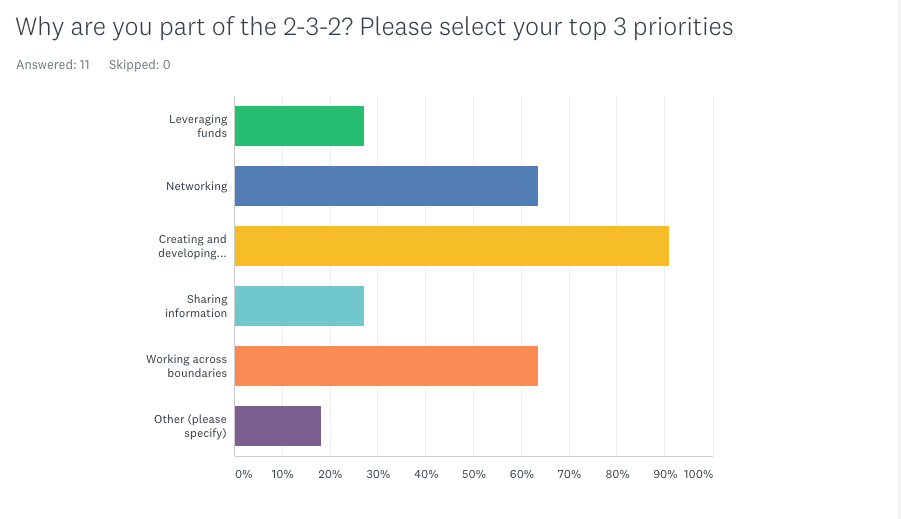 Why are you part of the 2-3-2? Please select your top 3 priorities
Answered: 11 Skipped: 0
Leveraging
funds
Networking
Creating and
developing...
Sharing
information
Working across
boundaries
Other (please
specify)
0% 10% 20% 30% 40% 50% 60% 70% 80% 90% 100%